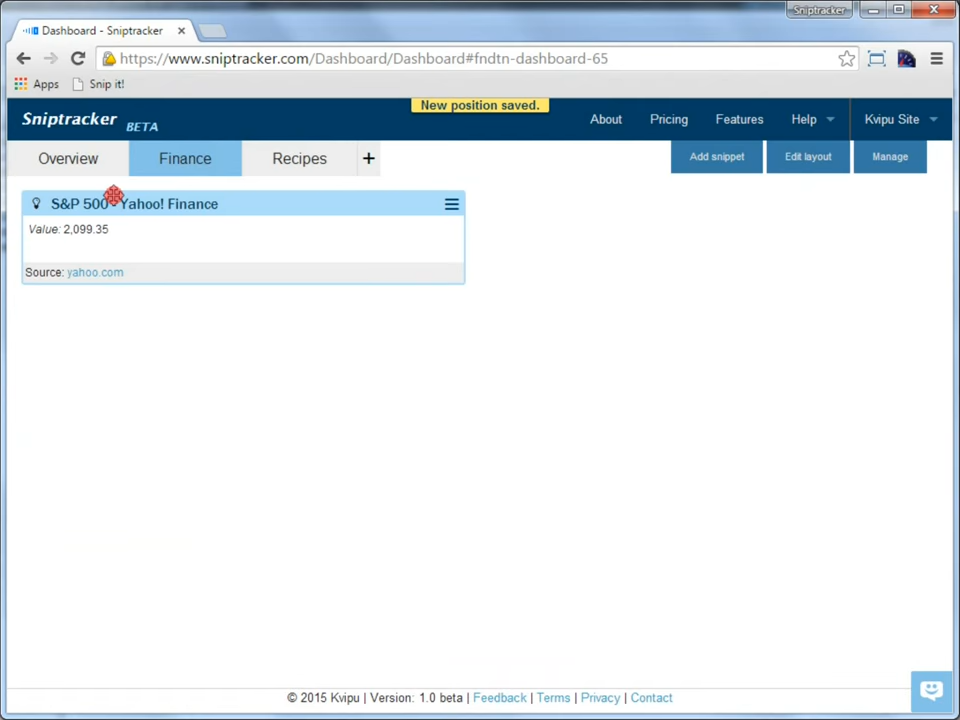 Sniptracker
Dashboard - Sniptracker
https://www.sniptracker.com/Dashboard/Dashboard#fndtn-dashboard-65
Apps Snip it!
New position saved.
Sniptracker BETA About Pricing Features Help Kvipu Site
Overview Finance Recipes + Add snippet Edit layout Manage
S&P 500 - Yahoo! Finance
Value: 2,099.35
Source: yahoo.com
© 2015 Kvipu | Version: 1.0 beta | Feedback | Terms | Privacy | Contact